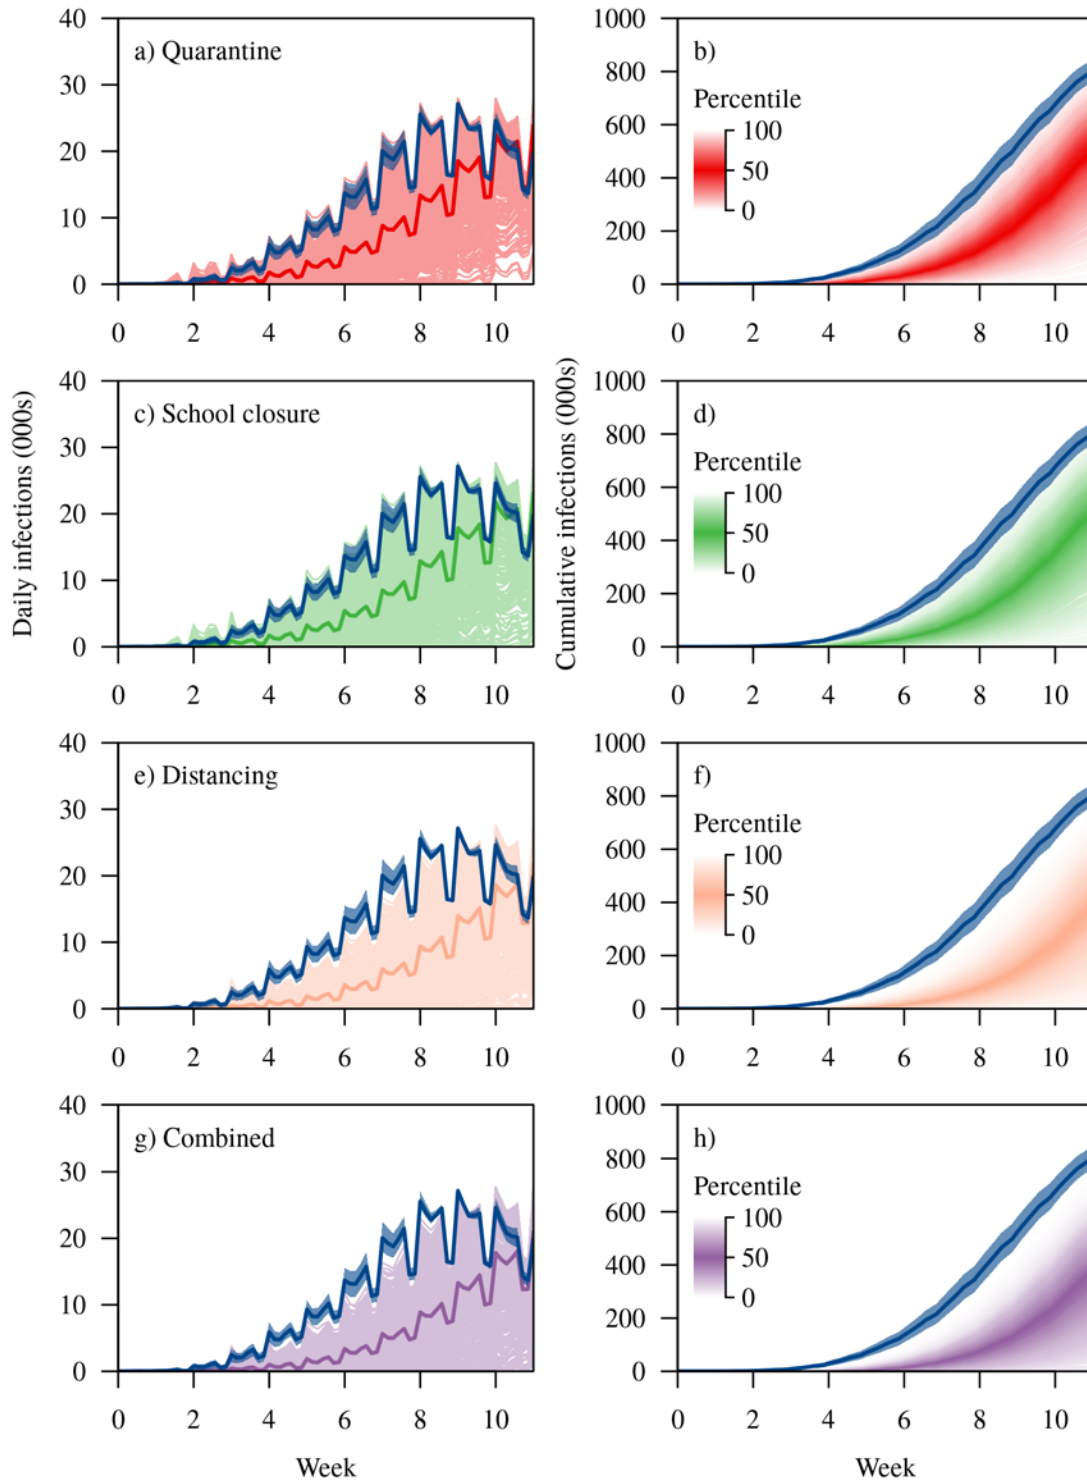 40
30
20
10
0
a) Quarantine
0 2 4 6 8 10
1000
800
600
400
200
0
b)
Percentile
100
50
0
0 2 4 6 8 10
Daily infections (000s)
Cumulative infections (000s)
40
30
20
10
0
c) School closure
0 2 4 6 8 10
1000
800
600
400
200
0
d)
Percentile
100
50
0
0 2 4 6 8 10
40
30
20
10
0
e) Distancing
0 2 4 6 8 10
1000
800
600
400
200
0
f)
Percentile
100
50
0
0 2 4 6 8 10
40
30
20
10
0
g) Combined
0 2 4 6 8 10
Week
1000
800
600
400
200
0
h)
Percentile
100
50
0
0 2 4 6 8 10
Week